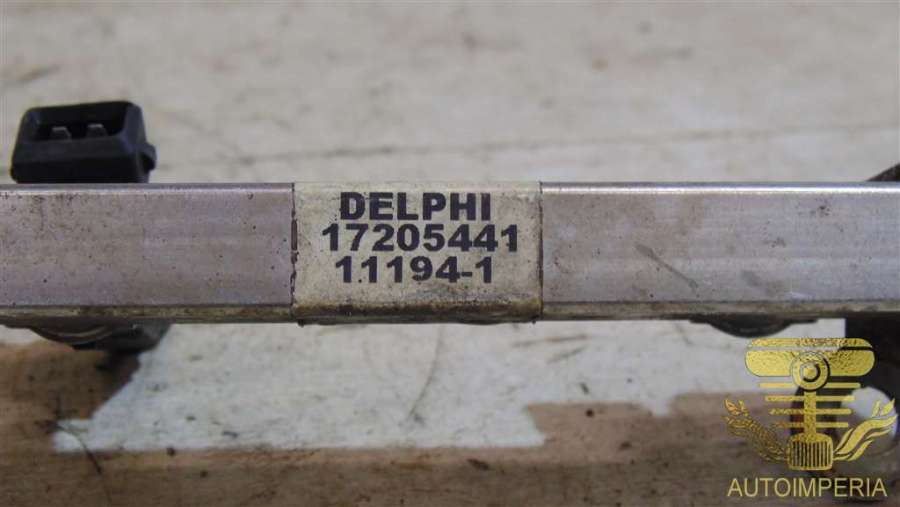 DELPHI
17205441
11194-1
AUTOIMPERIA